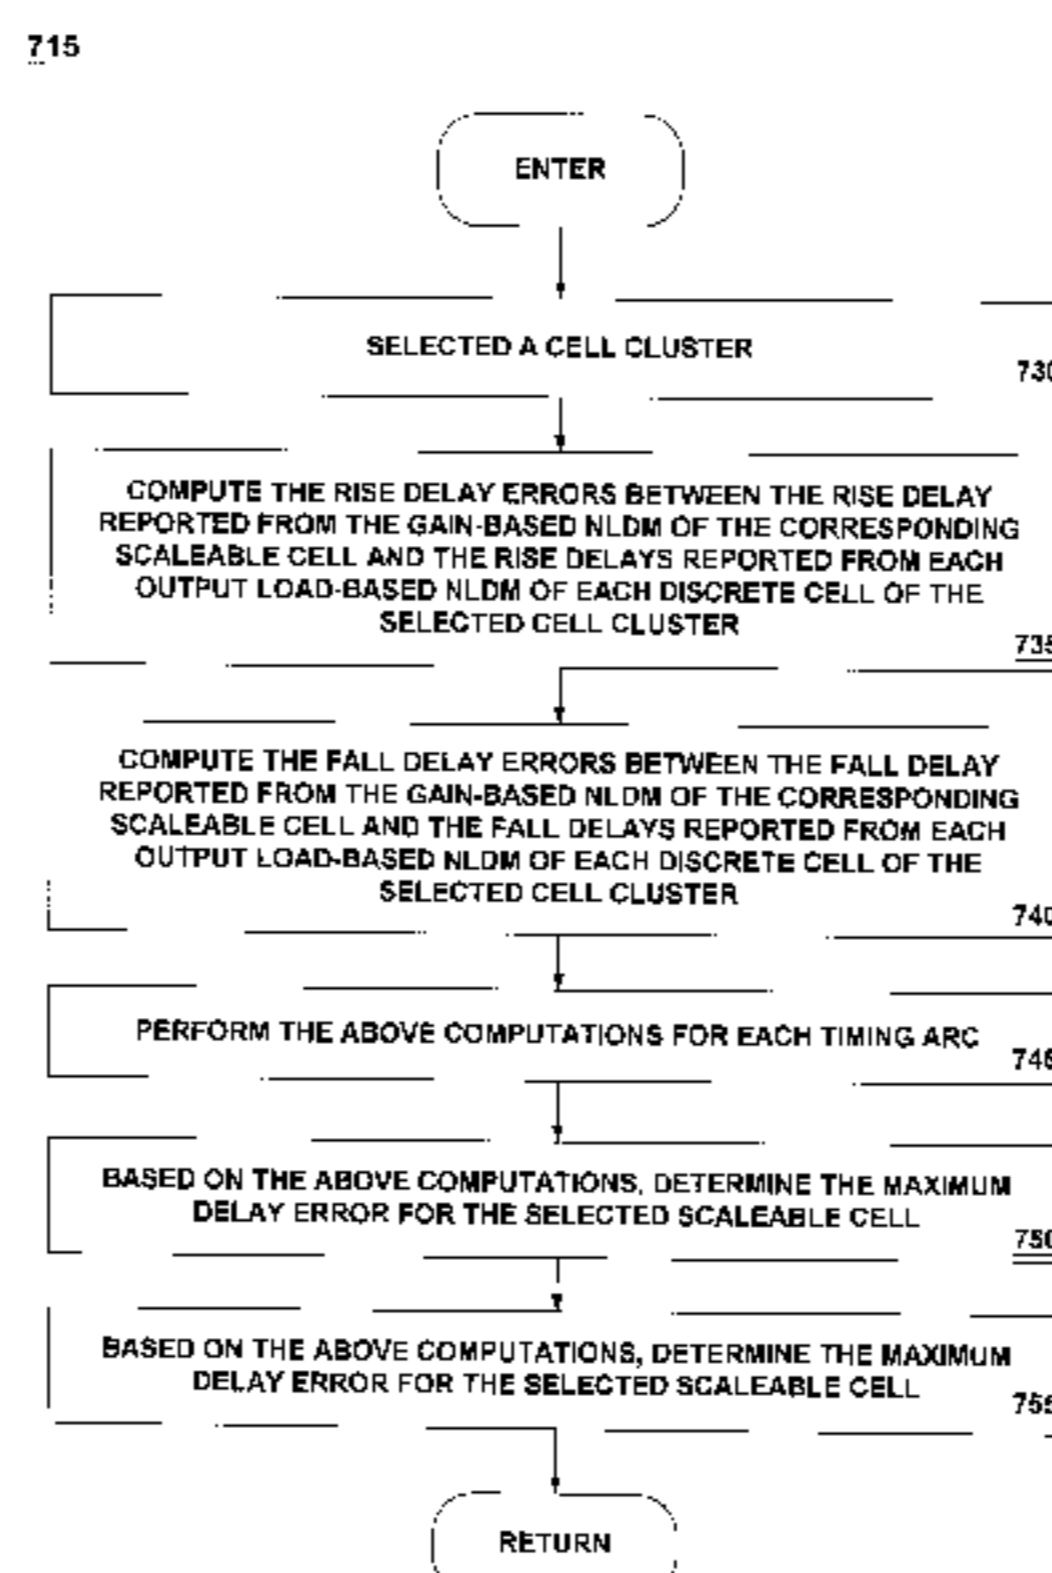 715
ENTER
SELECTED A CELL CLUSTER
730
COMPUTE THE RISE DELAY ERRORS BETWEEN THE RISE DELAY
REPORTED FROM THE GAIN-BASED NLDM OF THE CORRESPONDING
SCALEABLE CELL AND THE RISE DELAYS REPORTED FROM EACH
OUTPUT LOAD-BASED NLDM OF EACH DISCRETE CELL OF THE
SELECTED CELL CLUSTER
735
COMPUTE THE FALL DELAY ERRORS BETWEEN THE FALL DELAY
REPORTED FROM THE GAIN-BASED NLDM OF THE CORRESPONDING
SCALEABLE CELL AND THE FALL DELAYS REPORTED FROM EACH
OUTPUT LOAD-BASED NLDM OF EACH DISCRETE CELL OF THE
SELECTED CELL CLUSTER
740
PERFORM THE ABOVE COMPUTATIONS FOR EACH TIMING ARC
745
BASED ON THE ABOVE COMPUTATIONS, DETERMINE THE MAXIMUM
DELAY ERROR FOR THE SELECTED SCALEABLE CELL
750
BASED ON THE ABOVE COMPUTATIONS, DETERMINE THE MAXIMUM
DELAY ERROR FOR THE SELECTED SCALEABLE CELL
755
RETURN